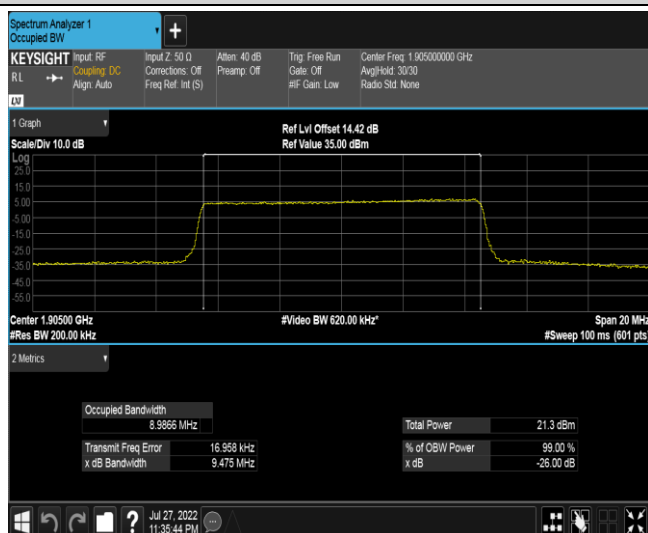 Spectrum Analyzer 1
Occupied BW
KEYSIGHT
RL
LXI
Input: RF
Coupling: DC
Align: Auto
Input Z: 50 Ω
Corrections: Off
Freq Ref: Int (S)
Atten: 40 dB
Preamp: Off
Trig: Free Run
Gate: Off
#IF Gain: Low
Center Freq: 1.905000000 GHz
Avg|Hold: 30/30
Radio Std: None
1 Graph
Scale/Div 10.0 dB
Ref Lvl Offset 14.42 dB
Ref Value 35.00 dBm
Log
25.0
15.0
5.00
-5.00
-15.0
-25.0
-35.0
-45.0
-55.0
Center 1.90500 GHz
#Video BW 620.00 kHz*
Span 20 MHz
#Res BW 200.00 kHz
#Sweep 100 ms (601 pts)
2 Metrics
Occupied Bandwidth
8.9866 MHz
Total Power 21.3 dBm
Transmit Freq Error 16.958 kHz
% of OBW Power 99.00 %
x dB Bandwidth 9.475 MHz
x dB -26.00 dB
?
Jul 27, 2022
11:35:44 PM